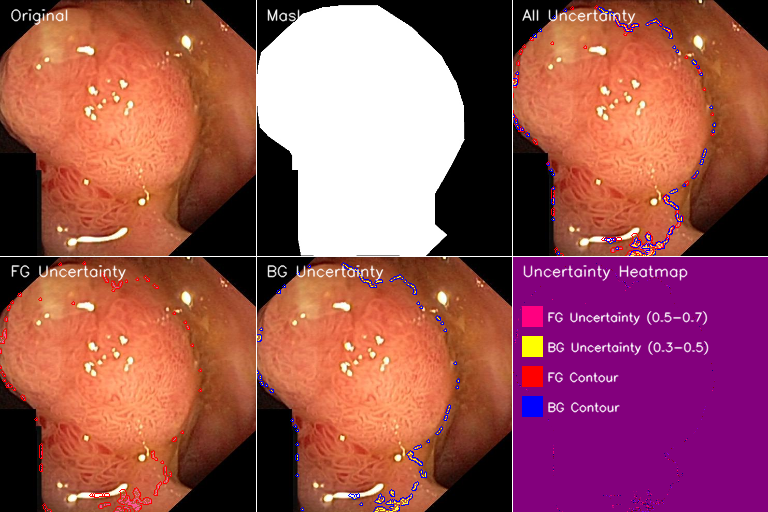 Original
Mask
All Uncertainty
FG Uncertainty
BG Uncertainty
Uncertainty Heatmap
FG Uncertainty (0.5-0.7)
BG Uncertainty (0.3-0.5)
FG Contour
BG Contour